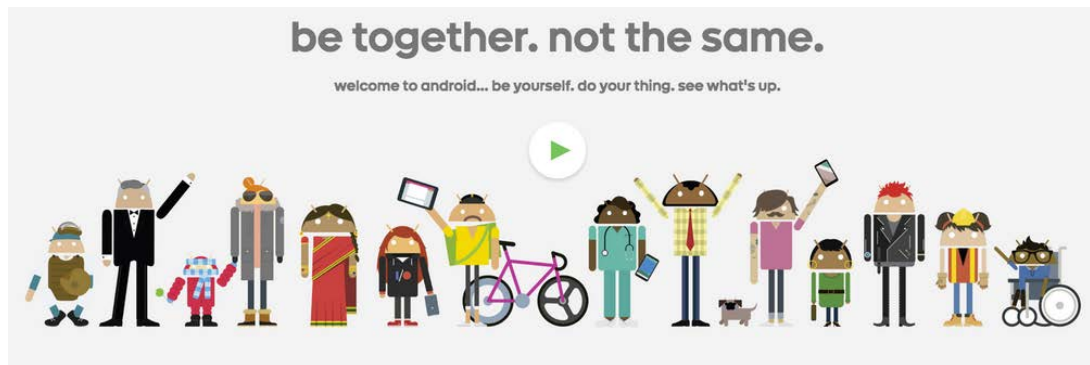 be together. not the same.
welcome to android... be yourself. do your thing. see what's up.